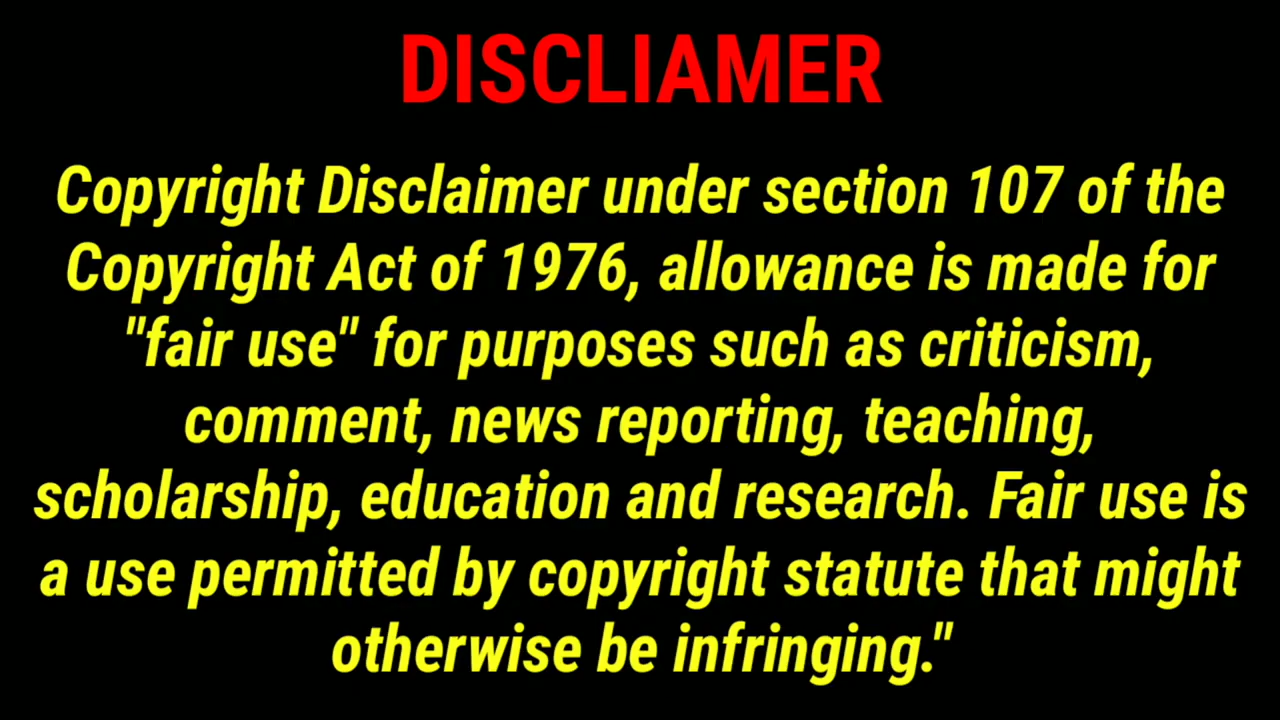 DISCLIAMER
Copyright Disclaimer under section 107 of the
Copyright Act of 1976, allowance is made for
"fair use" for purposes such as criticism,
comment, news reporting, teaching,
scholarship, education and research. Fair use is
a use permitted by copyright statute that might
otherwise be infringing."